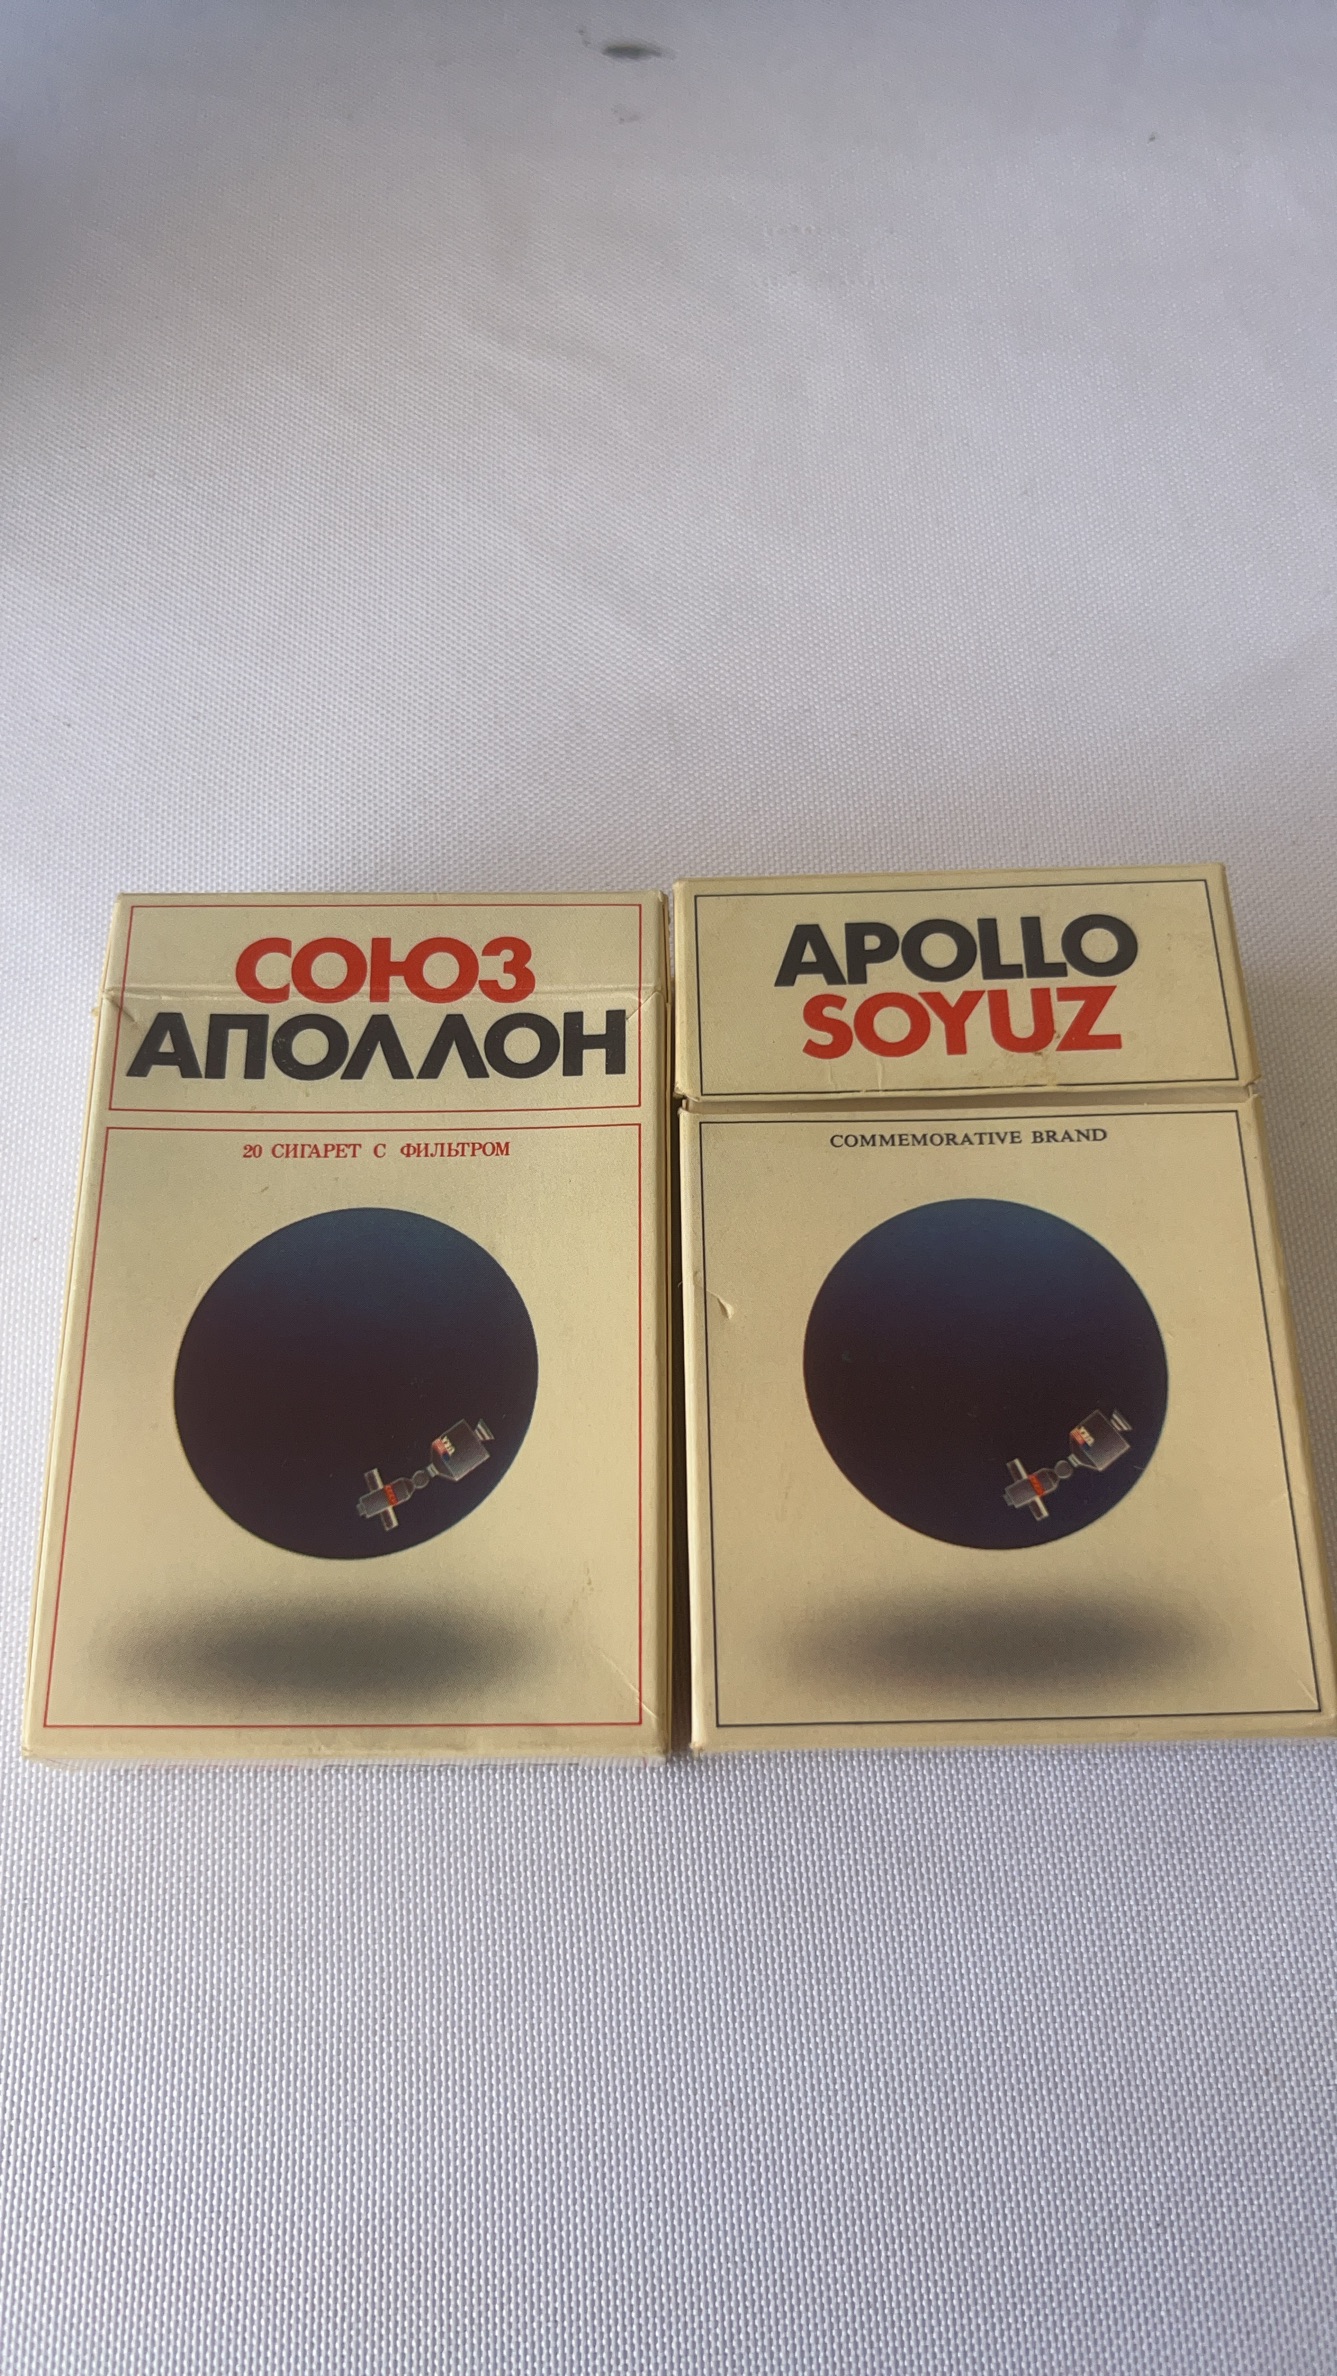 СОЮЗ
АПОЛЛОН
20 СИГАРЕТ С ФИЛЬТРОМ
APOLLO
SOYUZ
COMMEMORATIVE BRAND